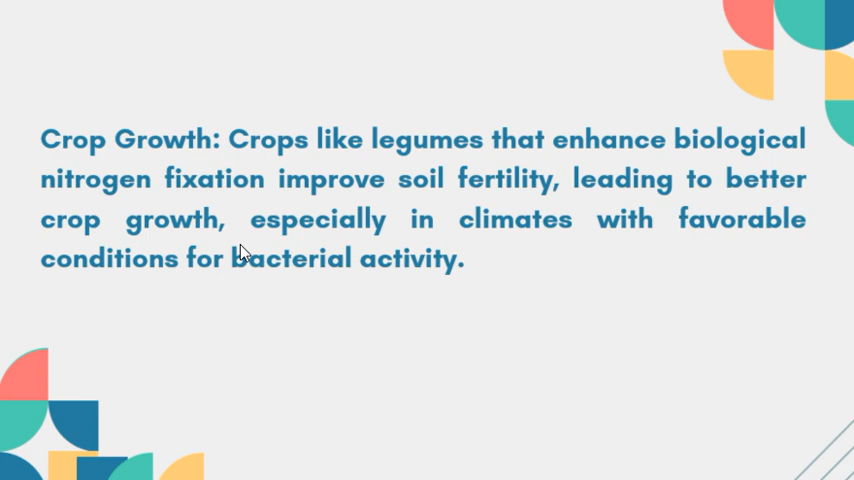 Crop Growth: Crops like legumes that enhance biological
nitrogen fixation improve soil fertility, leading to better
crop growth, especially in climates with favorable
conditions for bacterial activity.